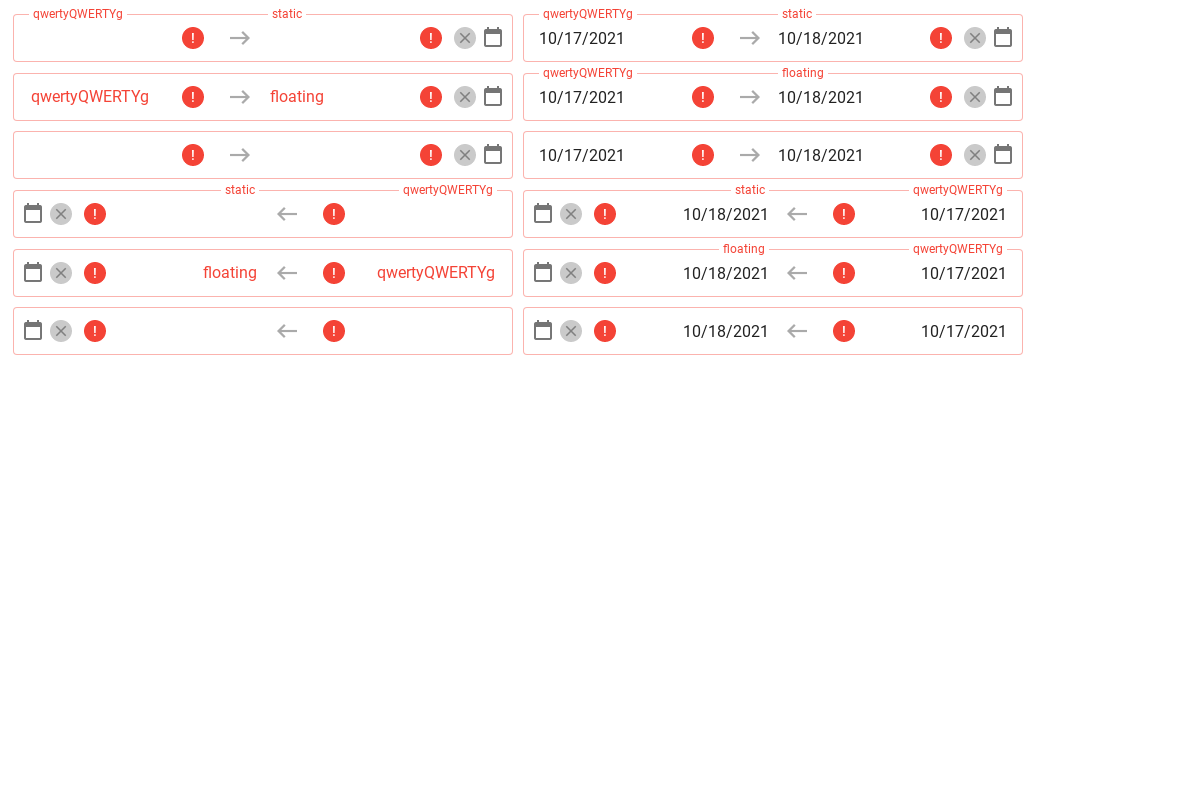 qwertyQWERTYg static qwertyQWERTYg static
10/17/2021 10/18/2021
qwertyQWERTYg floating
qwertyQWERTYg floating 10/17/2021 10/18/2021
10/17/2021 10/18/2021
static qwertyQWERTYg static qwertyQWERTYg
10/18/2021 10/17/2021
floating qwertyQWERTYg
floating qwertyQWERTYg 10/18/2021 10/17/2021
10/18/2021 10/17/2021